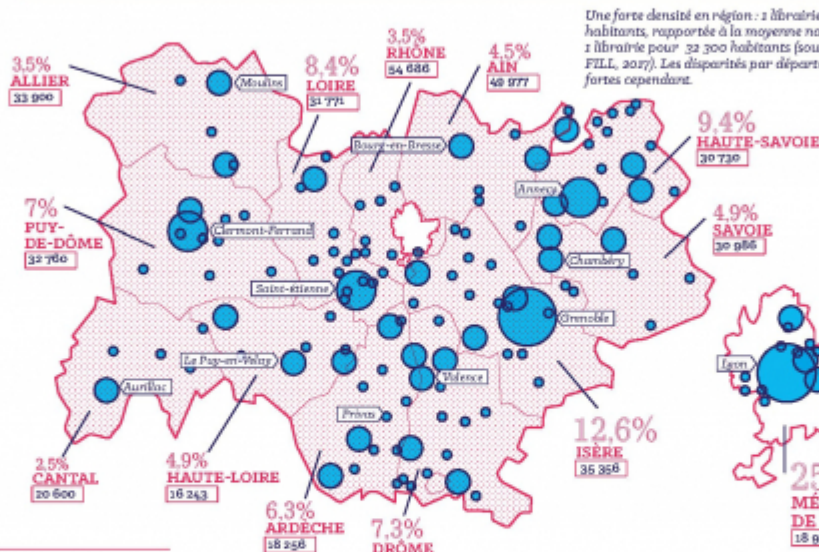 Une forte densité en région : 1 librairie
habitants, rapportée à la moyenne
1 librairie pour 32 300 habitants
FILL, 2017). Les disparités par
fortes cependant.
3,5%
ALLIER
33 900
8,4%
LOIRE
31 771
3,5%
RHÔNE
54 686
4,5%
AIN
49 977
9,4%
HAUTE-SAVOIE
30 730
7%
PUY-
DE-DÔME
32 760
4,9%
SAVOIE
30 986
Moulins
Bourg-en-Bresse
Annecy
Clermont-Ferrand
Chambéry
Saint-étienne
Grenoble
Le Puy-en-Velay
Aurillac
Valence
Privas
Lyon
2,5%
CANTAL
20 600
4,9%
HAUTE-LOIRE
16 243
6,3%
ARDÈCHE
18 256
7,3%
DRÔME
12,6%
ISÈRE
35 356
DE